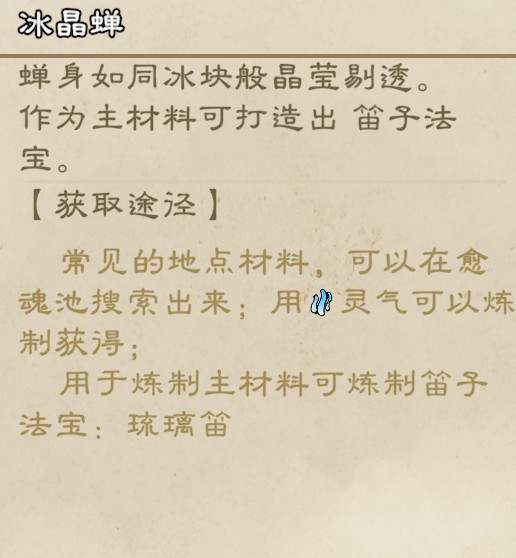 冰晶蝉
蝉身如同冰块般晶莹剔透。
作为主材料可打造出 笛子法
宝。
【获取途径】
常见的地点材料，可以在愈
魂池搜索出来；用灵气可以炼
制获得；
用于炼制主材料可炼制笛子
法宝：琉璃笛